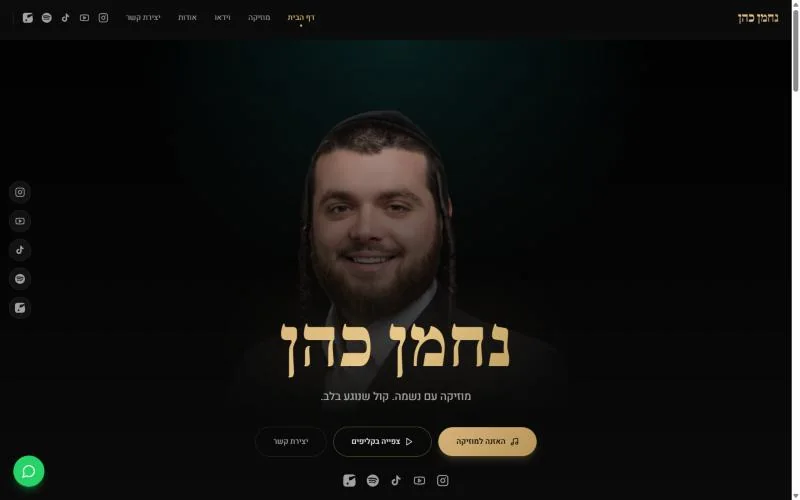 נחמן כהן
דף הבית
מוזיקה
וידאו
אודות
יצירת קשר
נחמן כהן
מוזיקה עם נשמה. קול שנוגע בלב.
האזנה למוזיקה
צפייה בקליפים
יצירת קשר